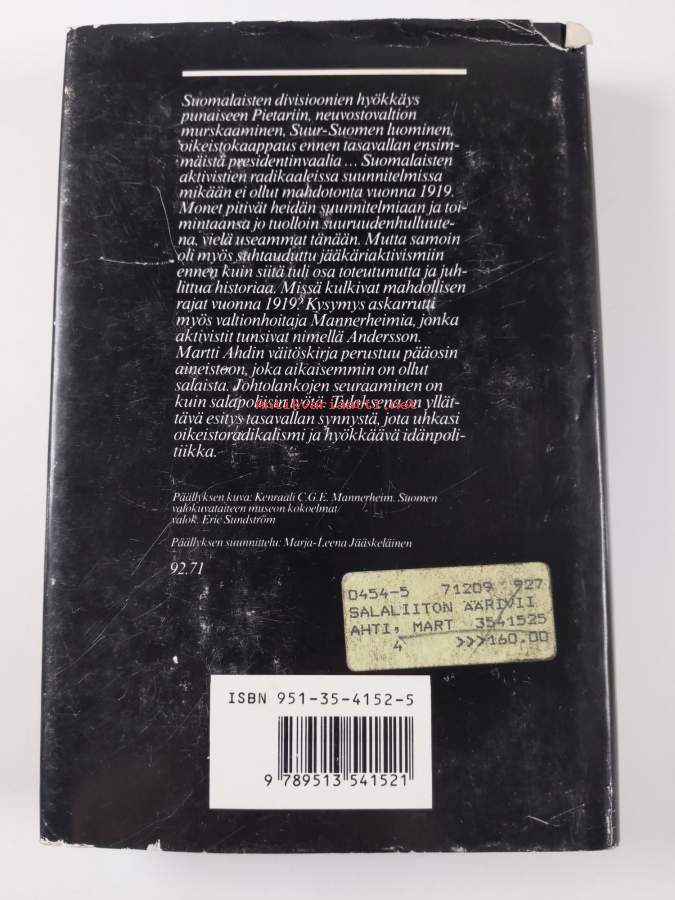 Suomalaisten divisioonien hyökkäys
punaiseen Pietariin, neuvostovaltion
murskaaminen, Suur-Suomen luominen,
oikeistokaappaus ennen tasavallan ensim-
mäistä presidentinvaalia ... Suomalaisten
aktivistien radikaaleissa suunnitelmissa
mikään ei ollut mahdotonta vuonna 1919.
Monet pitivät heidän suunnitelmiaan ja toi-
mintaansa jo tuolloin suuruudenhulluute-
na, vielä useammat tänään. Mutta samoin
oli myös suhtauduttu jääkäriaktivismiin
ennen kuin siitä tuli osa toteutunutta ja juh-
littua historiaa. Missä kulkivat mahdollisen
rajat vuonna 1919? Kysymys askarrutti
myös valtionhoitaja Mannerheimia, jonka
aktivistit tunsivat nimellä Andersson.
Martti Ahdin väitöskirja perustuu pääosin
aineistoon, joka aikaisemmin on ollut
salaista. Johtolankojen seuraaminen on
kuin salapoliisin työtä. Tuloksena on yllät-
Antikvariaatti.net
tävä esitys tasavallan synnystä, jota uhkasi
oikeistoradikalismi ja hyökkäävä idänpoli-
tiikka.
Päällyksen kuva: Kenraali C.G.E. Mannerheim. Suomen
valokuvataiteen museon kokoelmat/
valok. Eric Sundström
Päällyksen suunnittelu: Marja-Leena Jääskeläinen
92.71
0454-5 71209 927
SALALIITON ÄÄRIVII
AHTI, MART 3541525
4 >>>160.00
ISBN 951-35-4152-5
9 789513 541521